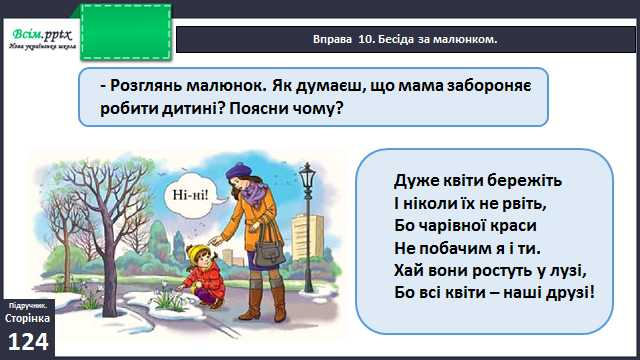 Всім.pptx
Нова українська школа
Вправа 10. Бесіда за малюнком.
- Розглянь малюнок. Як думаєш, що мама забороняє
робити дитині? Поясни чому?
Ні-ні!
Дуже квіти бережіть
І ніколи їх не рвіть,
Бо чарівної краси
Не побачим я і ти.
Хай вони ростуть у лузі,
Бо всі квіти – наші друзі!
Підручник.
Сторінка
124